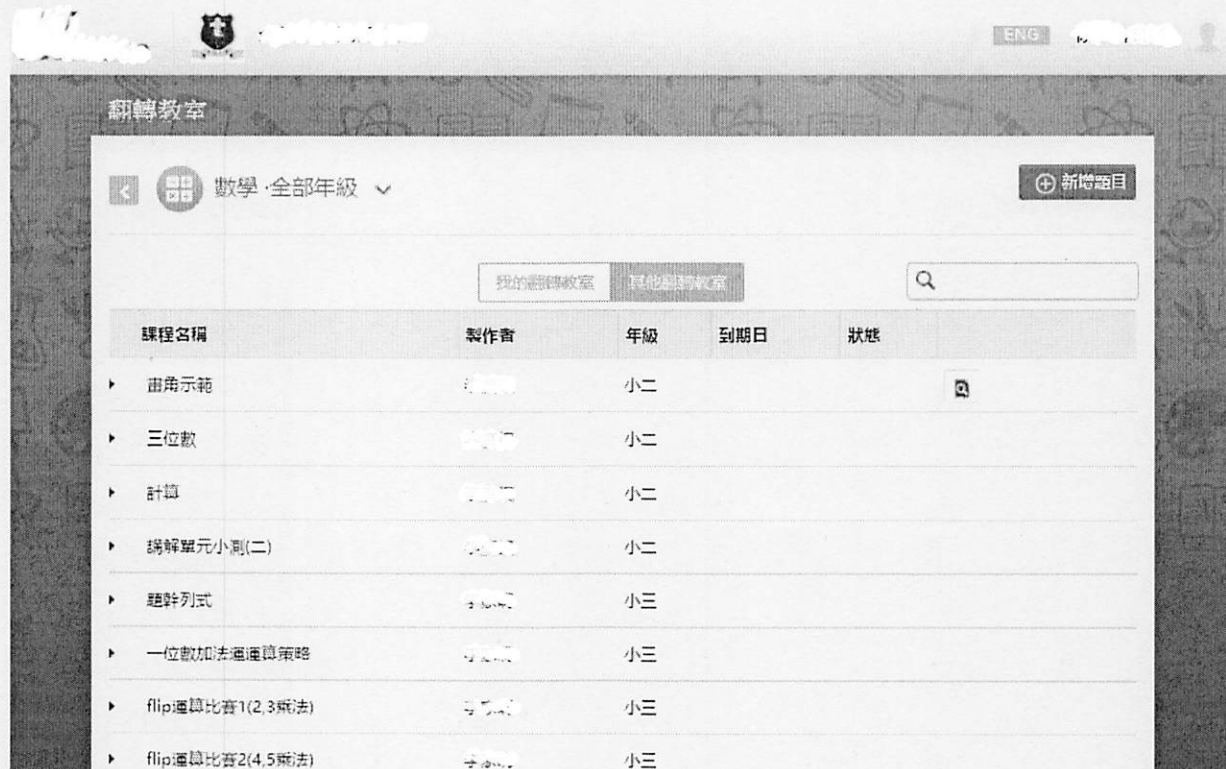 ENG
翻轉教室
數學·全部年級
新增題目
我的翻轉教室 其他翻轉教室
課程名稱 製作者 年級 到期日 狀態
畫角示範 小二
三位數 小二
計算 小二
講解單元小測(二) 小二
題幹列式 小三
一位數加法運運算策略 小三
flip運算比賽1(2,3乘法) 小三
flip運算比賽2(4,5乘法) 小三